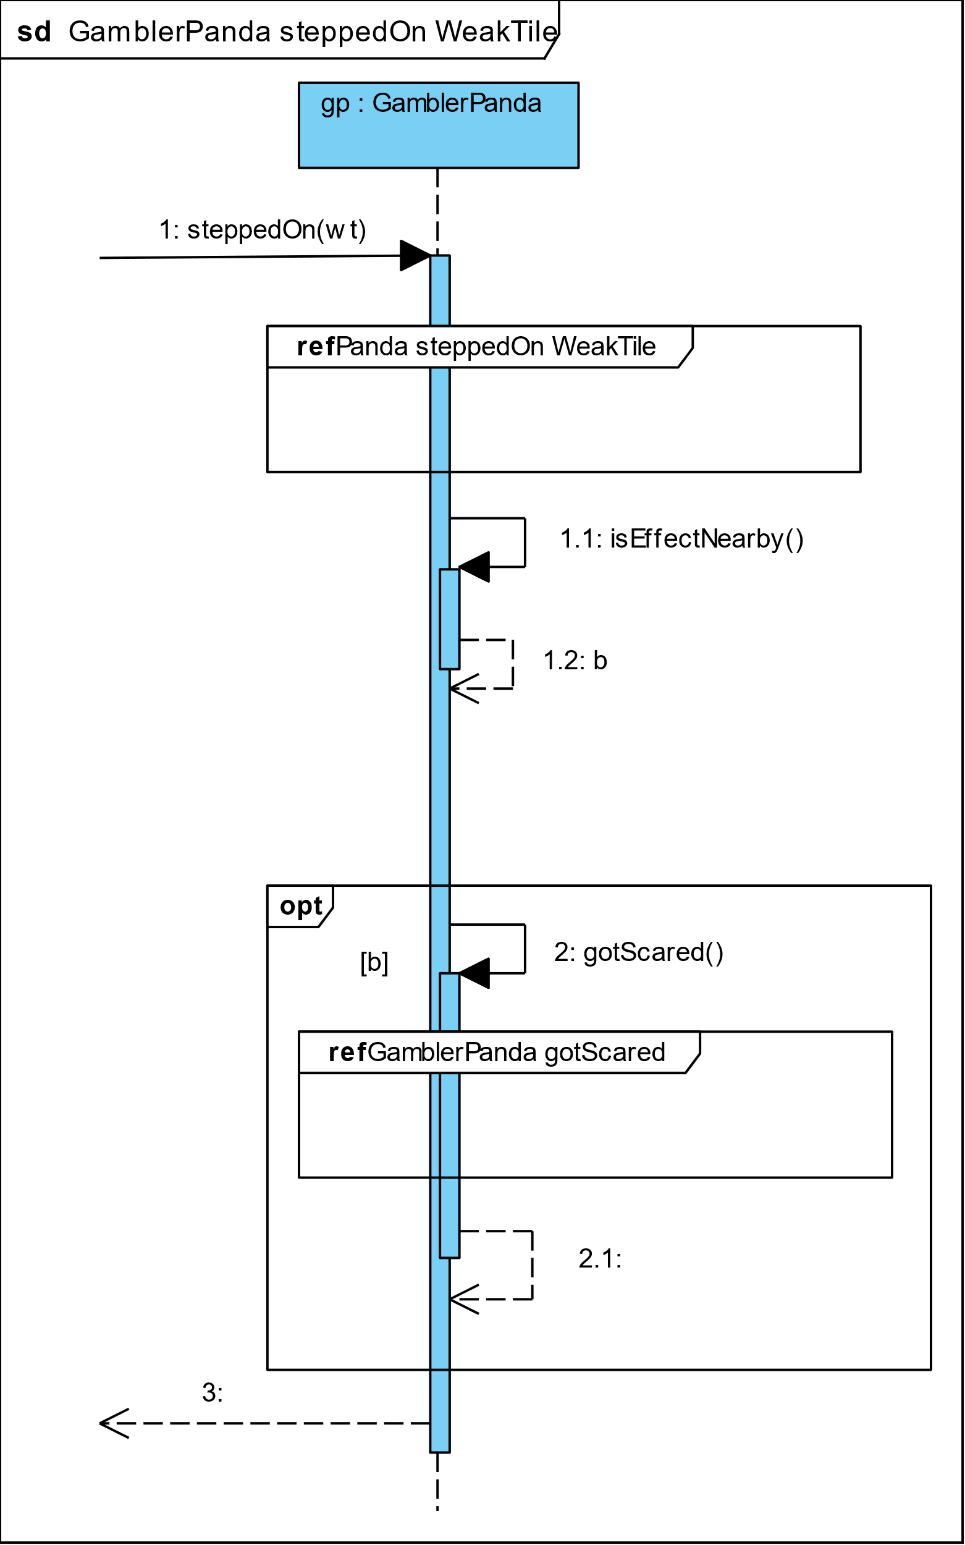 sd GamblerPanda steppedOn WeakTile
gp : GamblerPanda
1: steppedOn(wt)
ref Panda steppedOn WeakTile
1.1: isEffectNearby()
1.2: b
opt
2: gotScared()
[b]
ref GamblerPanda gotScared
2.1:
3: